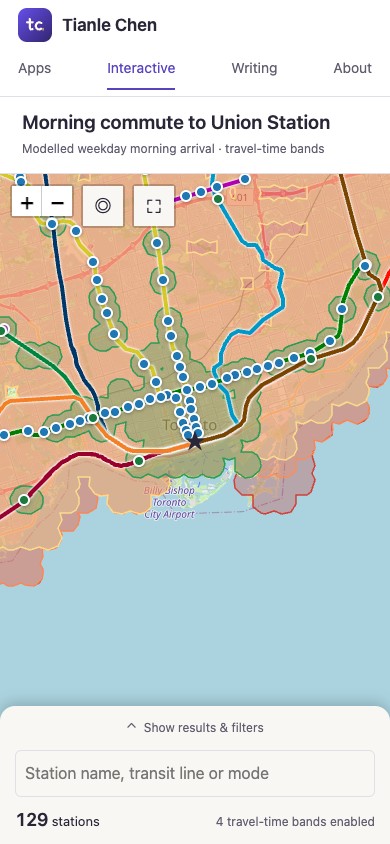 tc
Tianle Chen
Apps
Interactive
Writing
About
Morning commute to Union Station
Modelled weekday morning arrival · travel-time bands
+ −
Toronto
Billy Bishop
Toronto
City Airport
Show results & filters
Station name, transit line or mode
129 stations
4 travel-time bands enabled